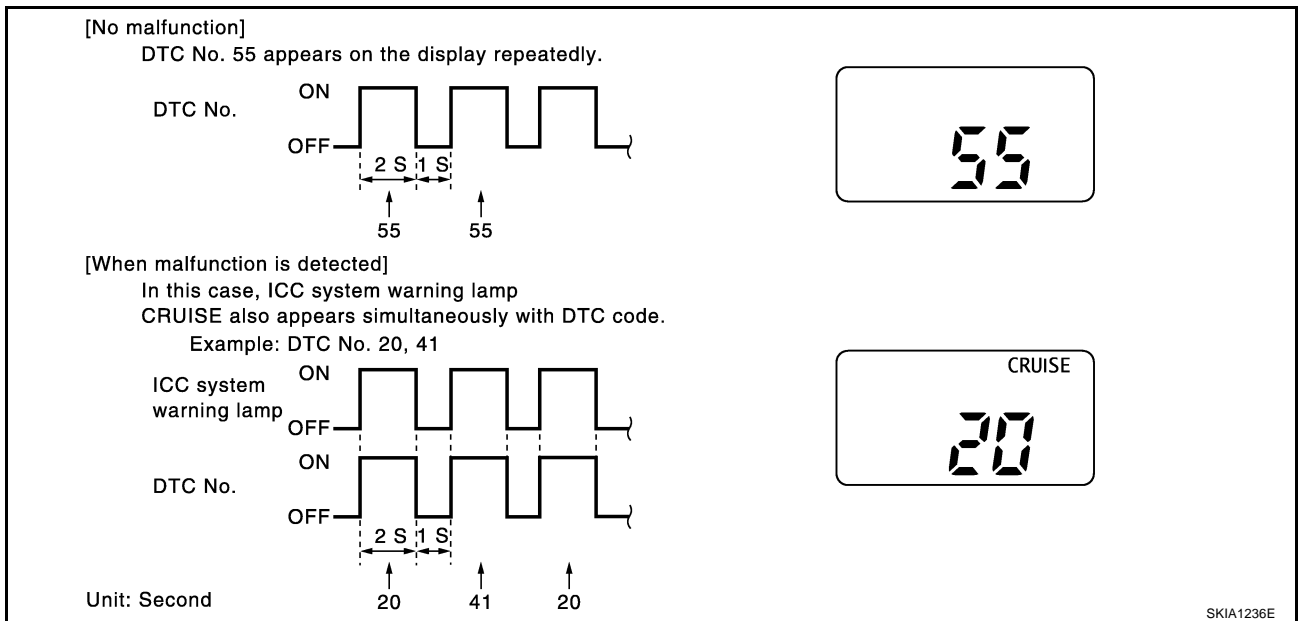 [No malfunction]
DTC No. 55 appears on the display repeatedly.
ON
DTC No.
OFF
2 S 1 S
55 55
55
[When malfunction is detected]
In this case, ICC system warning lamp
CRUISE also appears simultaneously with DTC code.
Example: DTC No. 20, 41
ON
ICC system
warning lamp
OFF
ON
DTC No.
OFF
2 S 1 S
20 41 20
Unit: Second
CRUISE
20
SKIA1236E